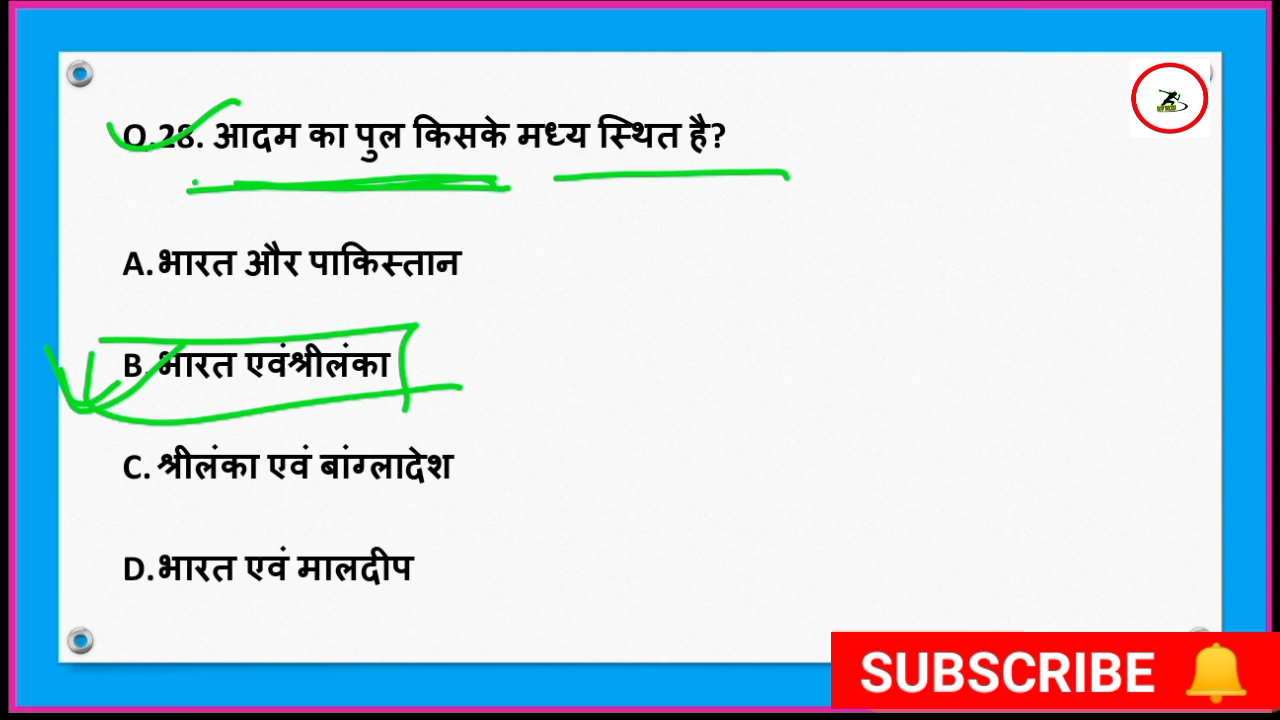 Q.28. आदम का पुल किसके मध्य स्थित है?
A.भारत और पाकिस्तान
B. भारत एवंश्रीलंका
C. श्रीलंका एवं बांग्लादेश
D.भारत एवं मालदीप
SUBSCRIBE